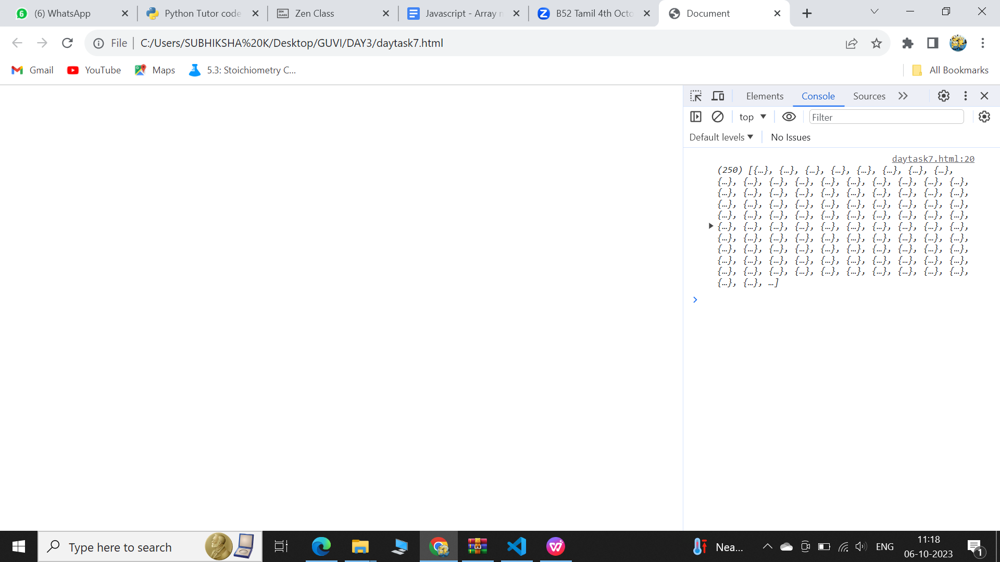 (6) WhatsApp
Python Tutor code
Zen Class
Javascript - Array m
B52 Tamil 4th Octo
Document
File
C:/Users/SUBHIKSHA%20K/Desktop/GUVI/DAY3/daytask7.html
Gmail
YouTube
Maps
5.3: Stoichiometry C...
All Bookmarks
Elements
Console
Sources
top
Filter
Default levels
No Issues
daytask7.html:20
(250) [{…}, {…}, {…}, {…}, {…}, {…}, {…}, {…},
{…}, {…}, {…}, {…}, {…}, {…}, {…}, {…}, {…}, {…},
{…}, {…}, {…}, {…}, {…}, {…}, {…}, {…}, {…}, {…},
{…}, {…}, {…}, {…}, {…}, {…}, {…}, {…}, {…}, {…},
{…}, {…}, {…}, {…}, {…}, {…}, {…}, {…}, {…}, {…},
{…}, {…}, {…}, {…}, {…}, {…}, {…}, {…}, {…}, {…},
{…}, {…}, {…}, {…}, {…}, {…}, {…}, {…}, {…}, {…},
{…}, {…}, {…}, {…}, {…}, {…}, {…}, {…}, {…}, {…},
{…}, {…}, {…}, {…}, {…}, {…}, {…}, {…}, {…}, {…},
{…}, {…}, {…}, {…}, {…}, {…}, {…}, {…}, {…}, {…},
{…}, {…}, …]
Type here to search
Nea...
ENG
11:18
06-10-2023
1